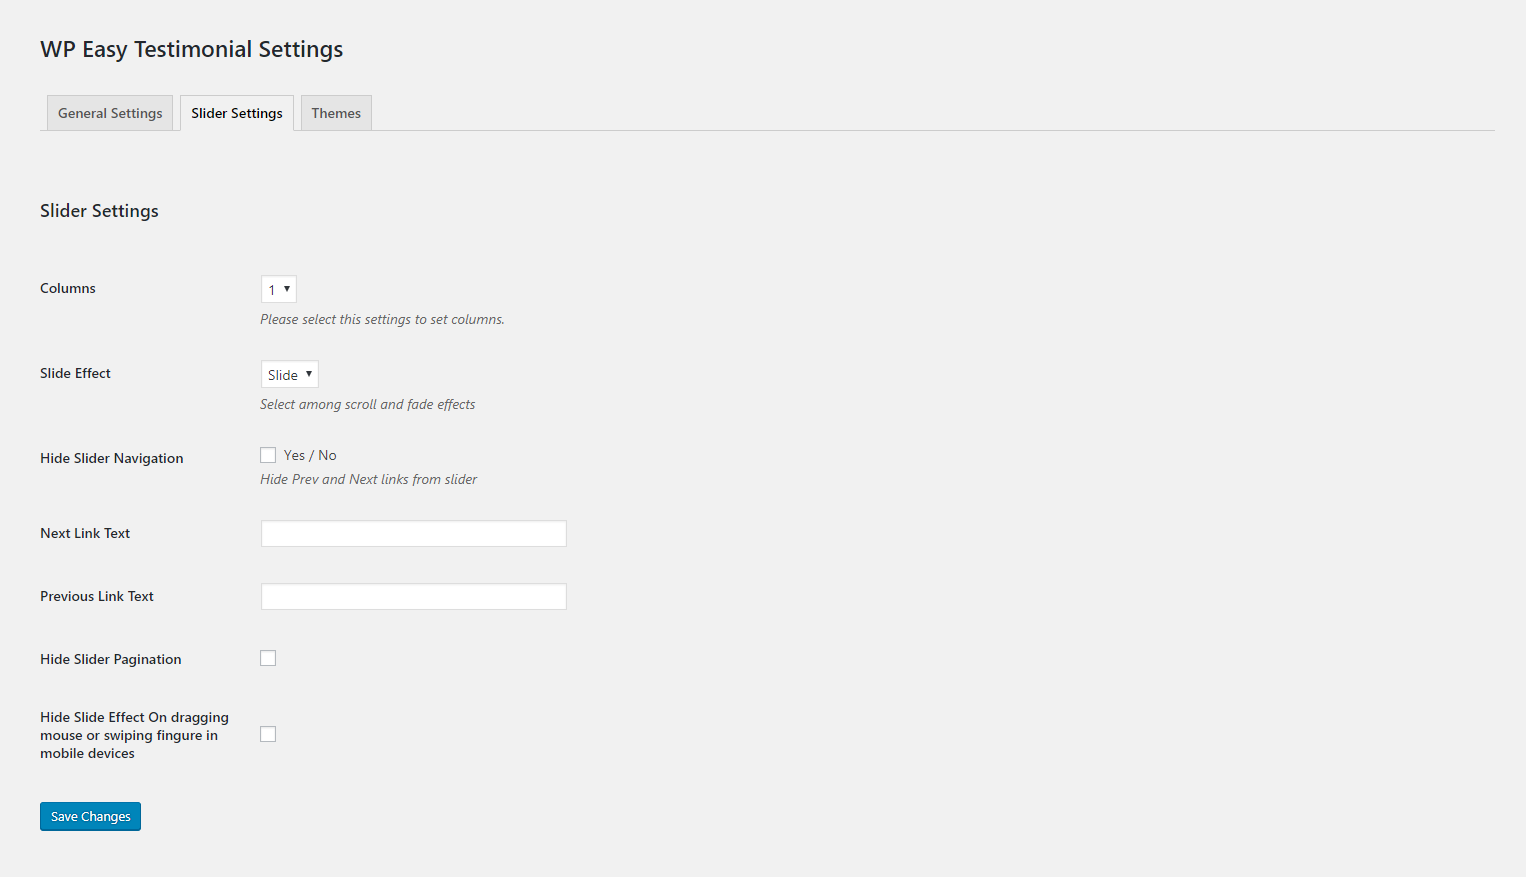 WP Easy Testimonial Settings
General Settings
Slider Settings
Themes
Slider Settings
Columns
1
Please select this settings to set columns.
Slide Effect
Slide
Select among scroll and fade effects
Hide Slider Navigation
Yes / No
Hide Prev and Next links from slider
Next Link Text
Previous Link Text
Hide Slider Pagination
Hide Slide Effect On dragging
mouse or swiping fingure in
mobile devices
Save Changes